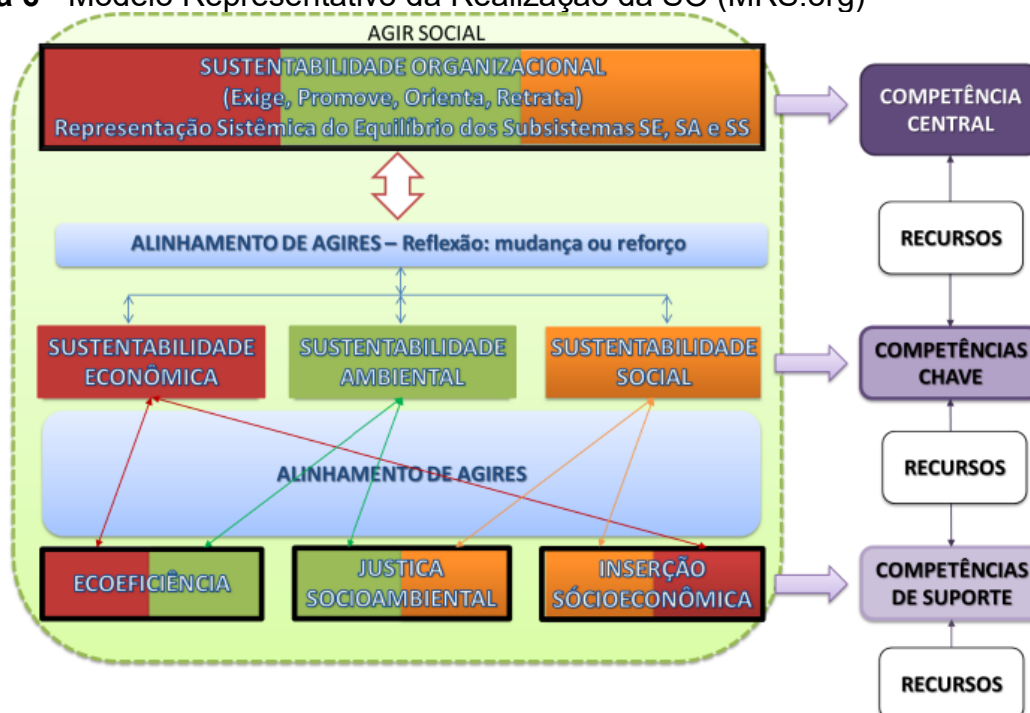 Modelo Representativo da Realização da SO (MRS.org)
AGIR SOCIAL
SUSTENTABILIDADE ORGANIZACIONAL
(Exige, Promove, Orienta, Retrata)
Representação Sistêmica do Equilíbrio dos Subsistemas SE, SA e SS
COMPETÊNCIA
CENTRAL
ALINHAMENTO DE AGIRES – Reflexão: mudança ou reforço
RECURSOS
SUSTENTABILIDADE
ECONÔMICA
SUSTENTABILIDADE
AMBIENTAL
SUSTENTABILIDADE
SOCIAL
COMPETÊNCIAS
CHAVE
ALINHAMENTO DE AGIRES
RECURSOS
ECOEFICIÊNCIA
JUSTICA
SOCIOAMBIENTAL
INSERÇÃO
SÓCIOECONÔMICA
COMPETÊNCIAS
DE SUPORTE
RECURSOS